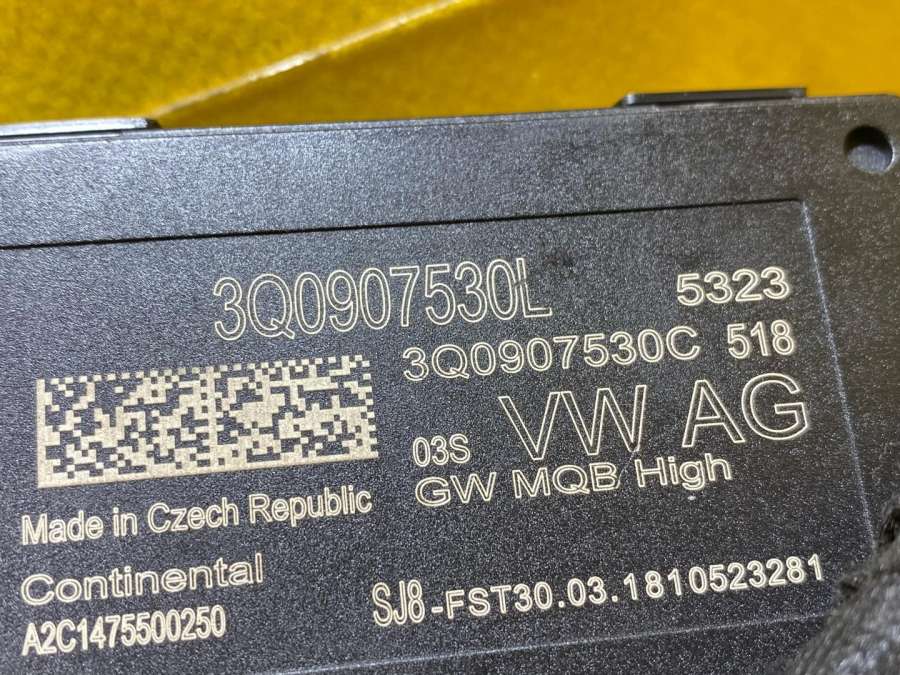 3Q0907530L 5323
3Q0907530C 518
03S VW AG
GW MQB High
Made in Czech Republic
Continental
A2C1475500250
SJ8-FST30.03.1810523281